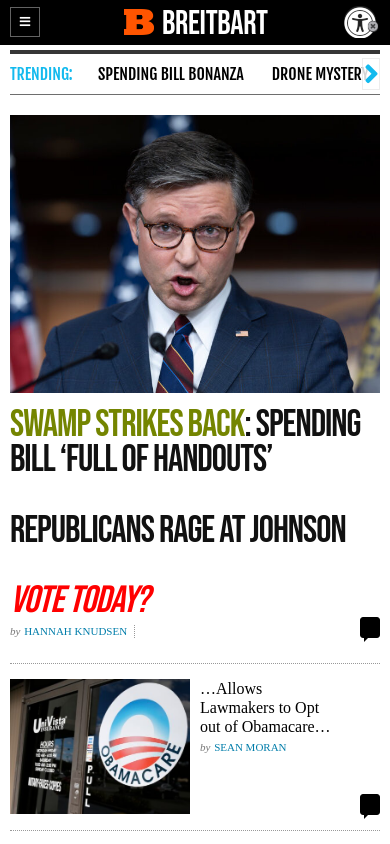 BREITBART
TRENDING: SPENDING BILL BONANZA DRONE MYSTER
SWAMP STRIKES BACK: SPENDING
BILL ‘FULL OF HANDOUTS’
REPUBLICANS RAGE AT JOHNSON
VOTE TODAY?
by HANNAH KNUDSEN
UniVista
INSURANCE
PULL
OBAMACARE
…Allows
Lawmakers to Opt
out of Obamacare…
by SEAN MORAN